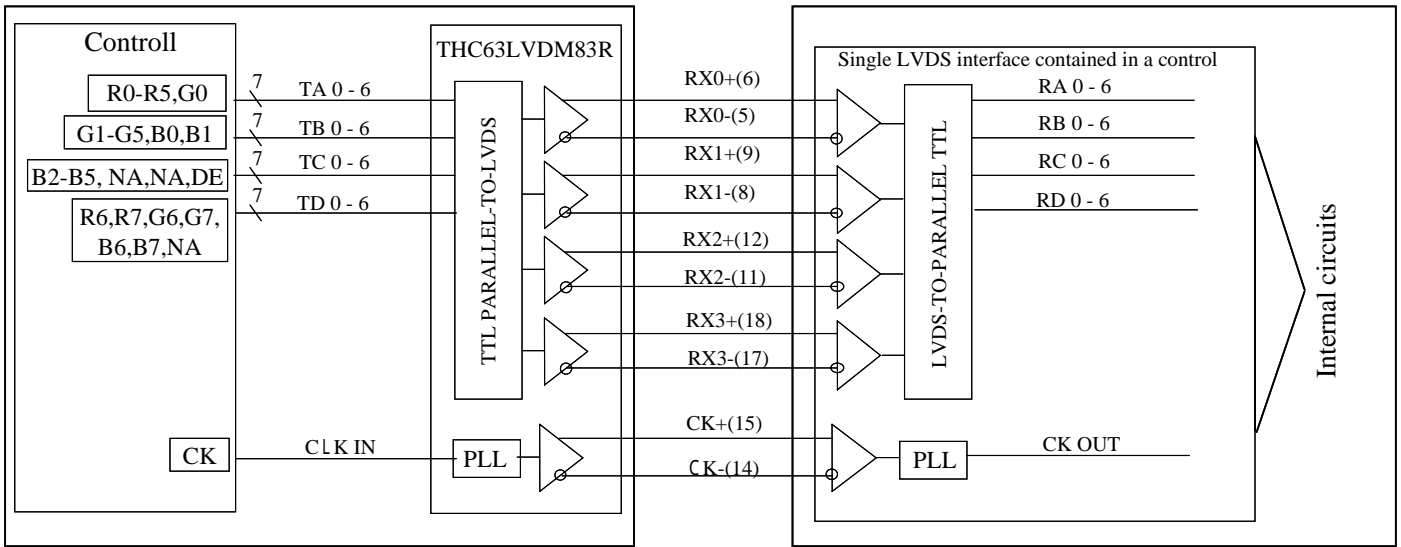 Controll
THC63LVDM83R
Single LVDS interface contained in a control
R0-R5,G0
7
TA 0 - 6
RX0+(6)
RA 0 - 6
G1-G5,B0,B1
7
TB 0 - 6
RX0-(5)
RB 0 - 6
B2-B5, NA,NA,DE
7
TC 0 - 6
RX1+(9)
RC 0 - 6
R6,R7,G6,G7,
B6,B7,NA
7
TD 0 - 6
RX1-(8)
RD 0 - 6
TTL PARALLEL-TO-LVDS
RX2+(12)
RX2-(11)
RX3+(18)
RX3-(17)
LVDS-TO-PARALLEL TTL
Internal circuits
CK
CLK IN
PLL
CK+(15)
CK-(14)
PLL
CK OUT